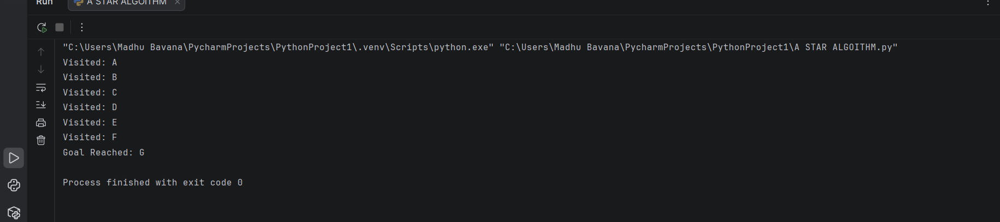 Run A STAR ALGOITHM
"C:\Users\Madhu Bavana\PycharmProjects\PythonProject1\.venv\Scripts\python.exe" "C:\Users\Madhu Bavana\PycharmProjects\PythonProject1\A STAR ALGOITHM.py"
Visited: A
Visited: B
Visited: C
Visited: D
Visited: E
Visited: F
Goal Reached: G
Process finished with exit code 0